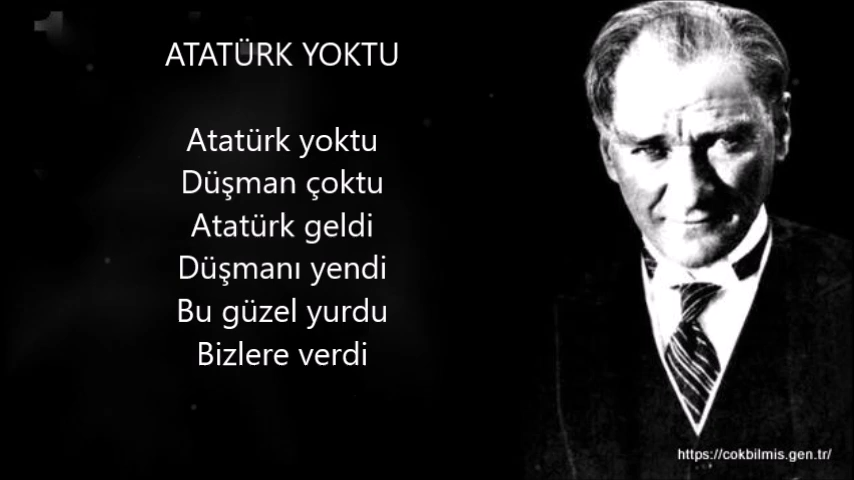 ATATÜRK YOKTU
Atatürk yoktu
Düşman çoktu
Atatürk geldi
Düşmanı yendi
Bu güzel yurdu
Bizlere verdi
https://cokbilmis.gen.tr/